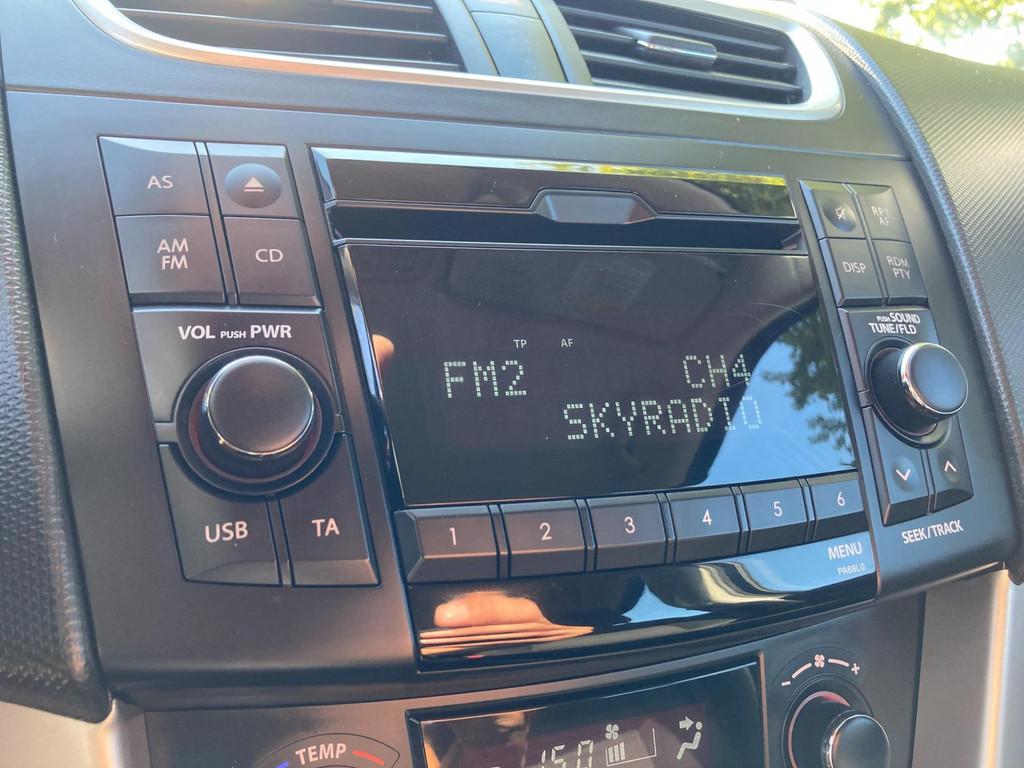 AS
AM
FM
CD
VOL PUSH PWR
USB
TA
TP AF
FM2 CH4
SKYRADIO
1 2 3 4 5 6
MENU
RPT
AF
DISP
RDM
PTY
PUSH SOUND
TUNE/FLD
SEEK/TRACK
TEMP
- +